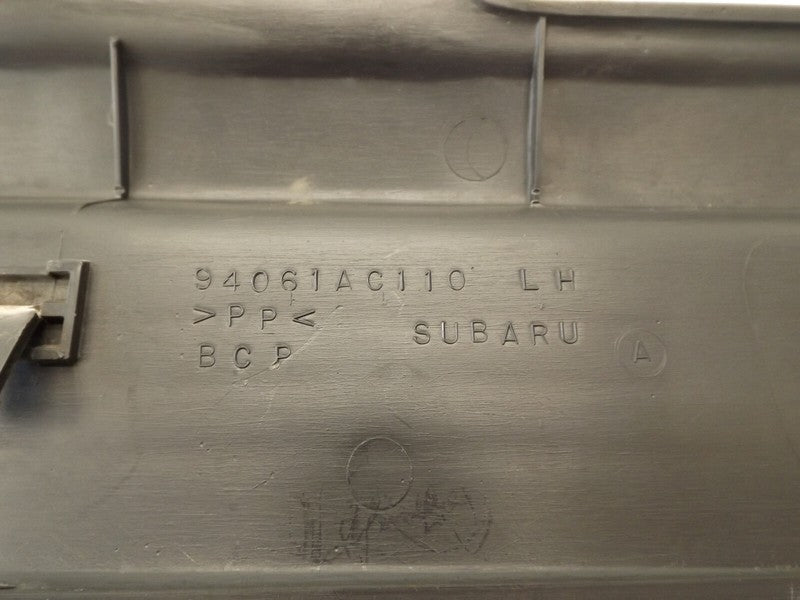 94061AC110 LH
>PP<
SUBARU
BCP
A